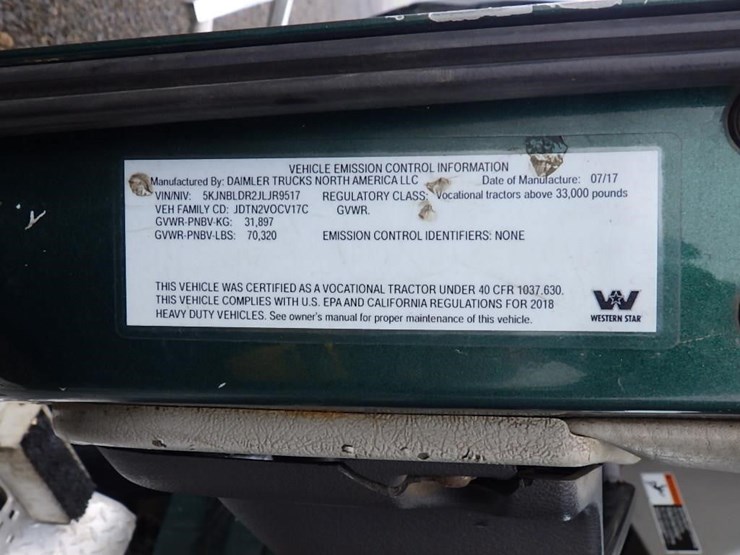 VEHICLE EMISSION CONTROL INFORMATION
Manufactured By: DAIMLER TRUCKS NORTH AMERICA LLC Date of Manufacture: 07/17
VIN/NIV: 5KJNBLDR2JLJR9517 REGULATORY CLASS: Vocational tractors above 33,000 pounds
VEH FAMILY CD: JDTN2VOCV17C GVWR.
GVWR-PNBV-KG: 31,897
GVWR-PNBV-LBS: 70,320 EMISSION CONTROL IDENTIFIERS: NONE
THIS VEHICLE WAS CERTIFIED AS A VOCATIONAL TRACTOR UNDER 40 CFR 1037.630.
THIS VEHICLE COMPLIES WITH U.S. EPA AND CALIFORNIA REGULATIONS FOR 2018
HEAVY DUTY VEHICLES. See owner's manual for proper maintenance of this vehicle.
WESTERN STAR